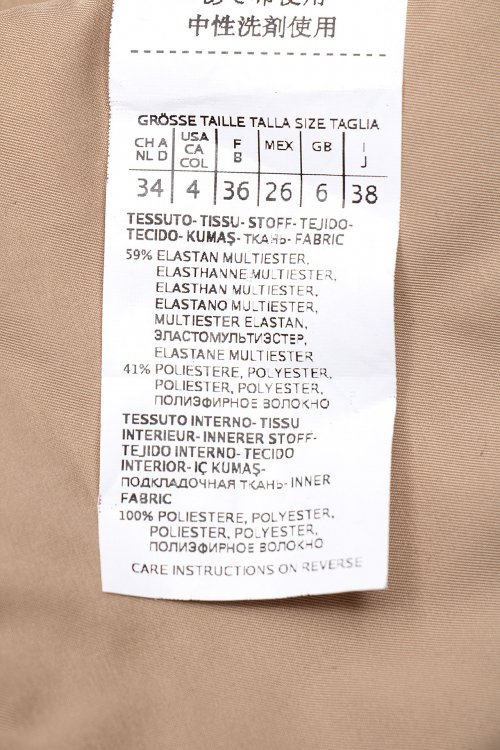 中性洗剤使用
GRÖSSE TAILLE TALLA SIZE TAGLIA
CH A NL D | USA CA COL | F B | MEX | GB | I J
34 | 4 | 36 | 26 | 6 | 38
TESSUTO- TISSU- STOFF- TEJIDO-
TECIDO- KUMAŞ- ТКАНЬ- FABRIC
59% ELASTAN MULTIESTER,
ELASTHANNE MULTIESTER,
ELASTHAN MULTIESTER,
ELASTANO MULTIESTER,
MULTIESTER ELASTAN,
ЭЛАСТОМУЛЬТИЭСТЕР,
ELASTANE MULTIESTER
41% POLIESTERE, POLYESTER,
POLIESTER, POLYESTER,
ПОЛИЭФИРНОЕ ВОЛОКНО
TESSUTO INTERNO- TISSU
INTERIEUR- INNERER STOFF-
TEJIDO INTERNO- TECIDO
INTERIOR- IÇ KUMAŞ-
ПОДКЛАДОЧНАЯ ТКАНЬ- INNER
FABRIC
100% POLIESTERE, POLYESTER,
POLIESTER, POLYESTER,
ПОЛИЭФИРНОЕ ВОЛОКНО
CARE INSTRUCTIONS ON REVERSE